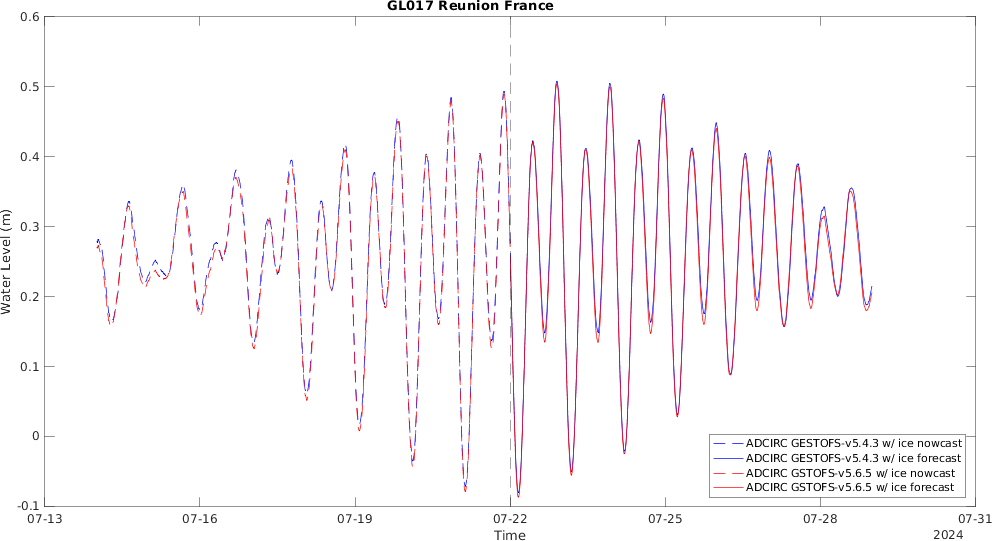 GL017 Reunion France
0.6
0.5
0.4
0.3
0.2
0.1
0
-0.1
Water Level (m)
ADCIRC GESTOFS-v5.4.3 w/ ice nowcast
ADCIRC GESTOFS-v5.4.3 w/ ice forecast
ADCIRC GSTOFS-v5.6.5 w/ ice nowcast
ADCIRC GSTOFS-v5.6.5 w/ ice forecast
07-13 07-16 07-19 07-22 07-25 07-28 07-31
Time
2024